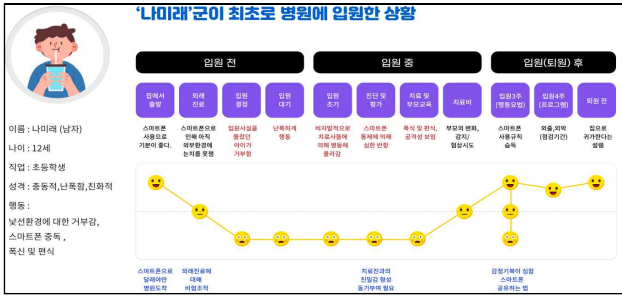 '나미래'군이 최초로 병원에 입원한 상황
입원 전
입원 중
입원(퇴원) 후
집에서
출발
외래
진료
입원
결정
입원
대기
입원
초기
진단 및
평가
치료 및
부모교육
치료비
입원3주
(행동요법)
입원4주
(프로그램)
퇴원 전
스마트폰
사용으로
기분이 좋다.
스마트폰으로
인해 아직
외부환경에
눈치를 못챔
입원사실을
몰랐던
아이가
거부함
난폭하게
행동
비자발적으로
치료사들에
의해 병동에
올라감
스마트폰
통제에 의해
심한 반항
폭식 및 편식,
공격성 보임
부모의 변화,
감지/
협상시도
스마트폰
사용규칙
습득
외출,외박
(점검기간)
집으로
귀가한다는
설렘
이름 : 나미래 (남자)
나이 : 12세
직업 : 초등학생
성격 : 충동적,난폭함,친화적
행동 :
낯선환경에 대한 거부감,
스마트폰 중독 ,
폭신 및 편식
스마트폰으로
달래야만
병원도착
외래진료에
대해
비협조적
치료진과의
친밀감 형성
동기부여 필요
감정기복이 심함
스마트폰
공유하는 법